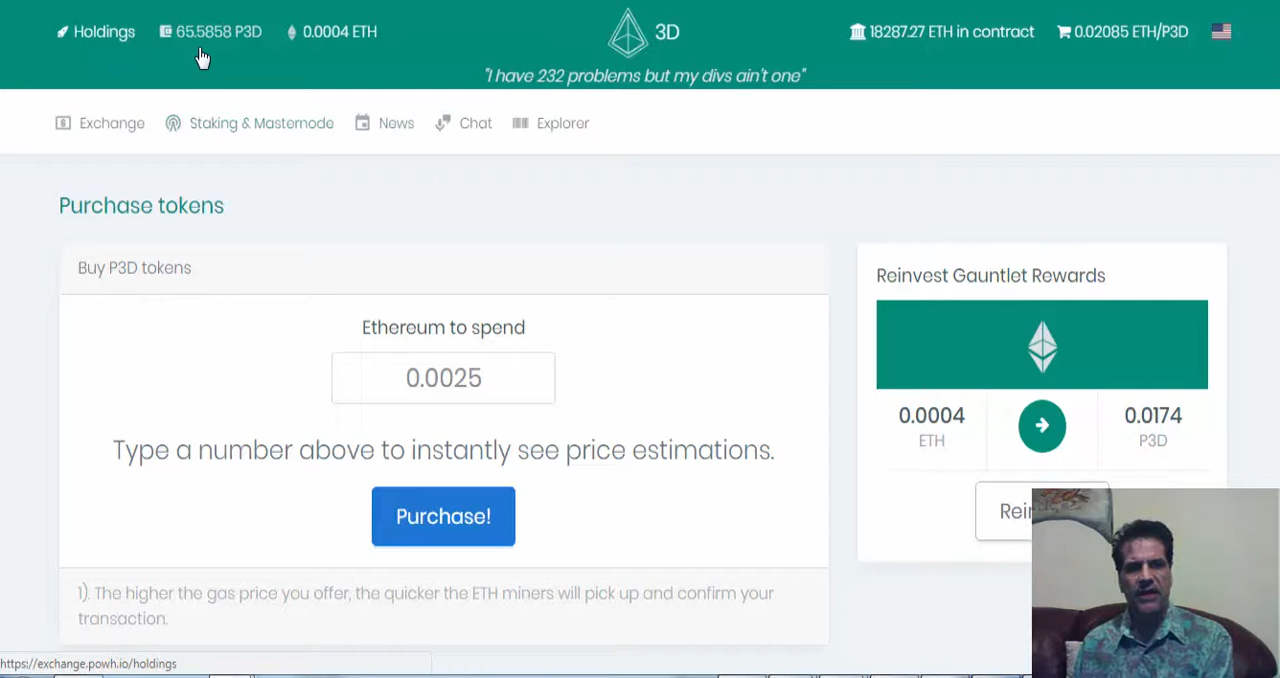 Holdings 65.5858 P3D 0.0004 ETH 3D 18287.27 ETH in contract 0.02085 ETH/P3D
"I have 232 problems but my divs ain't one"
Exchange Staking & Masternode News Chat Explorer
Purchase tokens
Buy P3D tokens
Reinvest Gauntlet Rewards
Ethereum to spend
0.0025
0.0004 0.0174
ETH P3D
Type a number above to instantly see price estimations.
Purchase!
Rei
1). The higher the gas price you offer, the quicker the ETH miners will pick up and confirm your
transaction.
https://exchange.powh.io/holdings